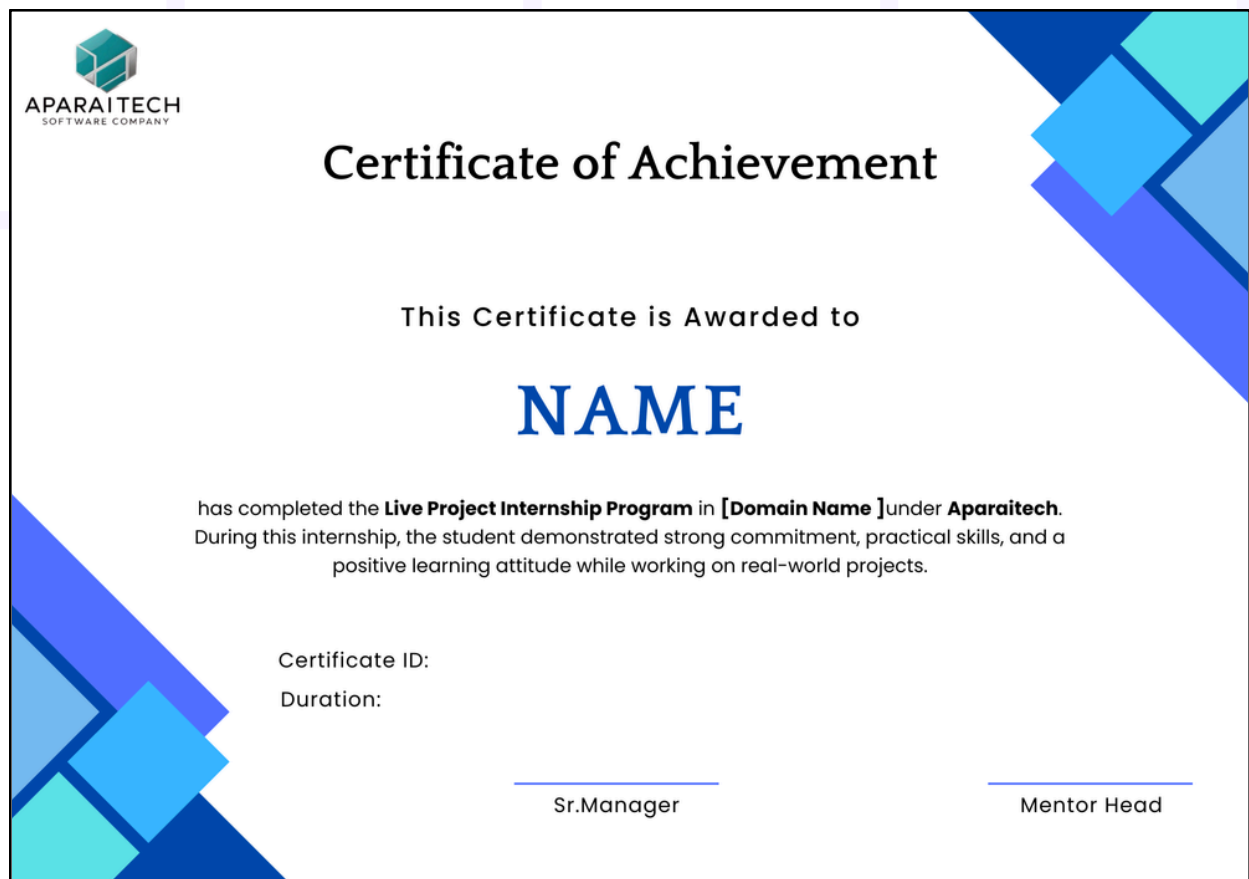 APARAITECH
SOFTWARE COMPANY
Certificate of Achievement
This Certificate is Awarded to
NAME
has completed the Live Project Internship Program in [Domain Name ]under Aparaitech.
During this internship, the student demonstrated strong commitment, practical skills, and a
positive learning attitude while working on real-world projects.
Certificate ID:
Duration:
Sr.Manager
Mentor Head